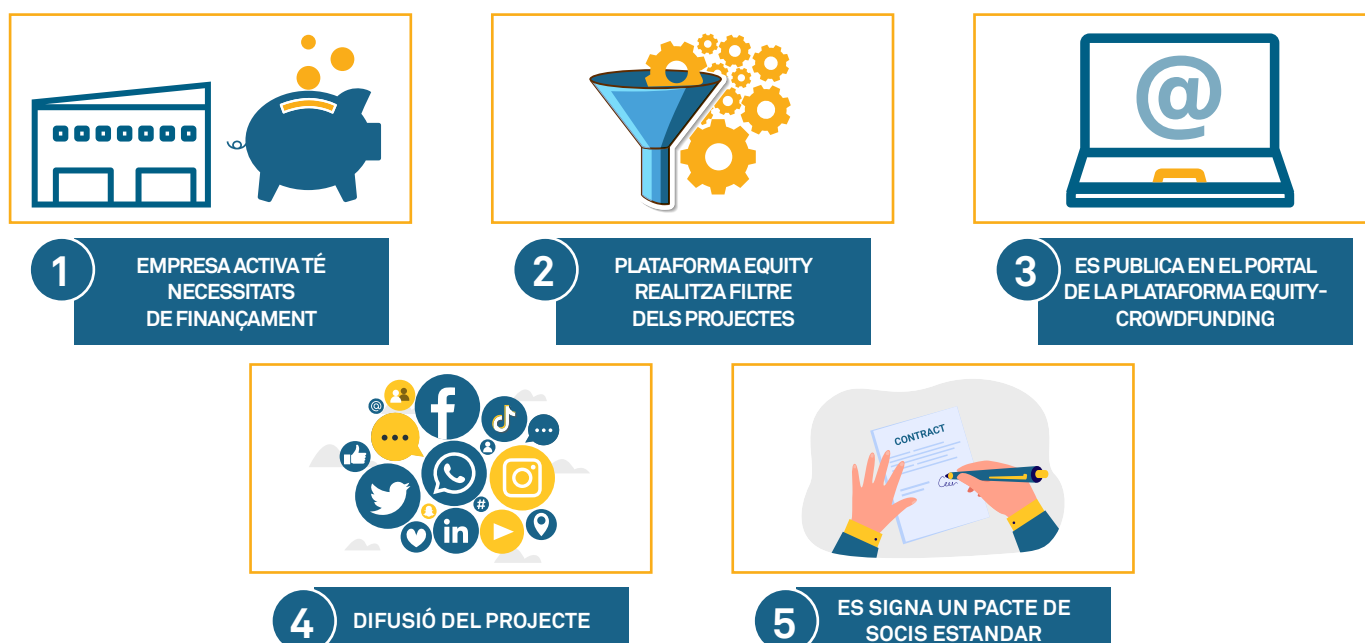 @
1
EMPRESA ACTIVA TÉ
NECESSITATS
DE FINANÇAMENT
2
PLATAFORMA EQUITY
REALITZA FILTRE
DELS PROJECTES
3
ES PUBLICA EN EL PORTAL
DE LA PLATAFORMA EQUITY-
CROWDFUNDING
@
#
in
CONTRACT
4
DIFUSIÓ DEL PROJECTE
5
ES SIGNA UN PACTE DE
SOCIS ESTANDAR